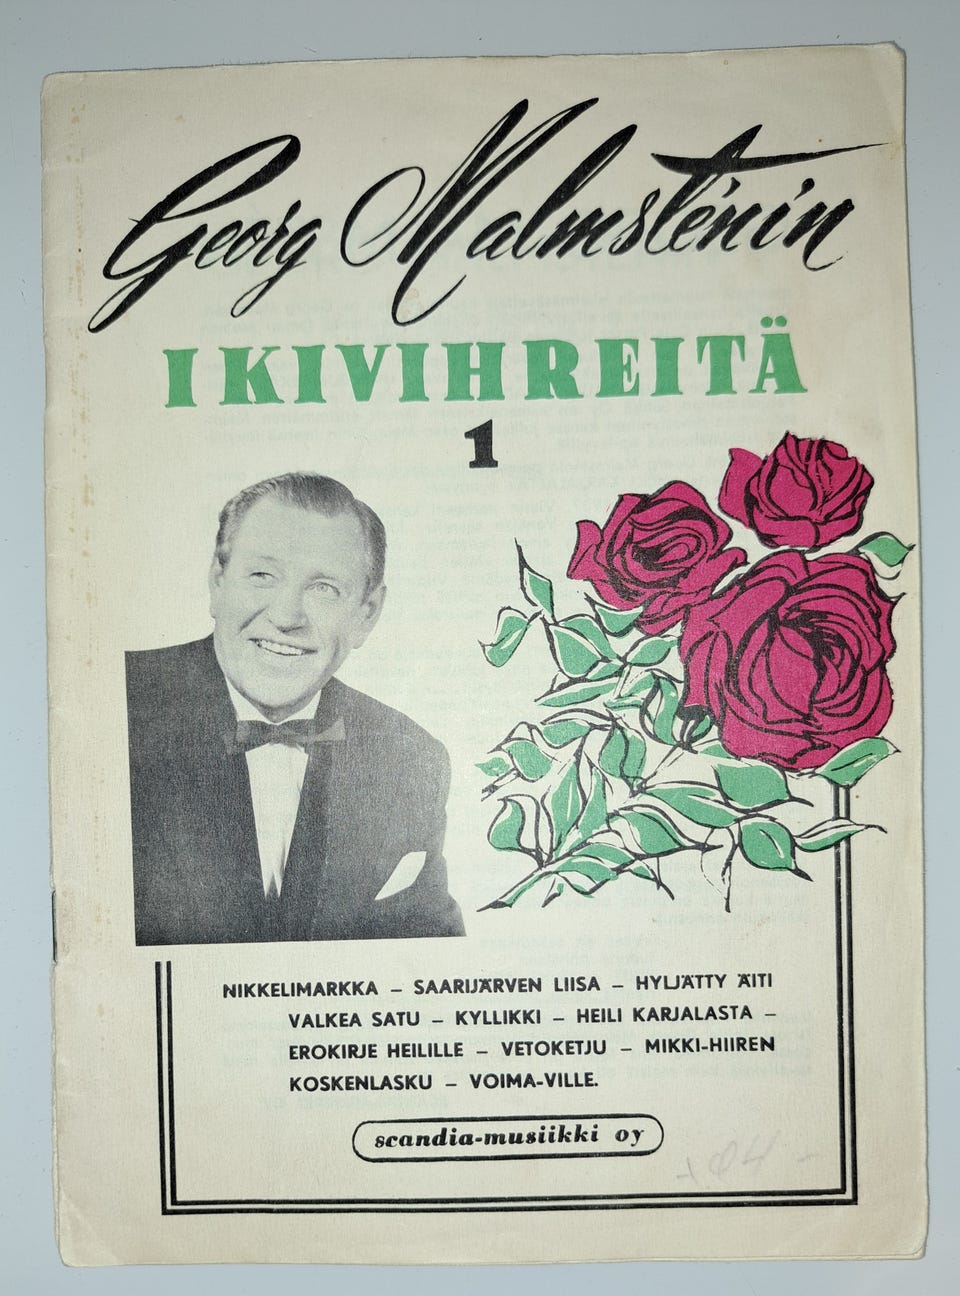 Georg Malmsténin
IKIVIHREITÄ
1
NIKKELIMARKKA – SAARIJÄRVEN LIISA – HYLJÄTTY ÄITI
VALKEA SATU – KYLLIKKI – HEILI KARJALASTA –
EROKIRJE HEILILLE – VETOKETJU – MIKKI-HIIREN
KOSKENLASKU – VOIMA-VILLE.
scandia-musiikki oy